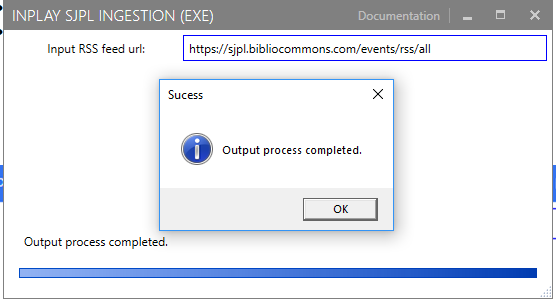 INPLAY SJPL INGESTION (EXE)
Documentation
Input RSS feed url:
https://sjpl.bibliocommons.com/events/rss/all
Sucess
Output process completed.
OK
Output process completed.